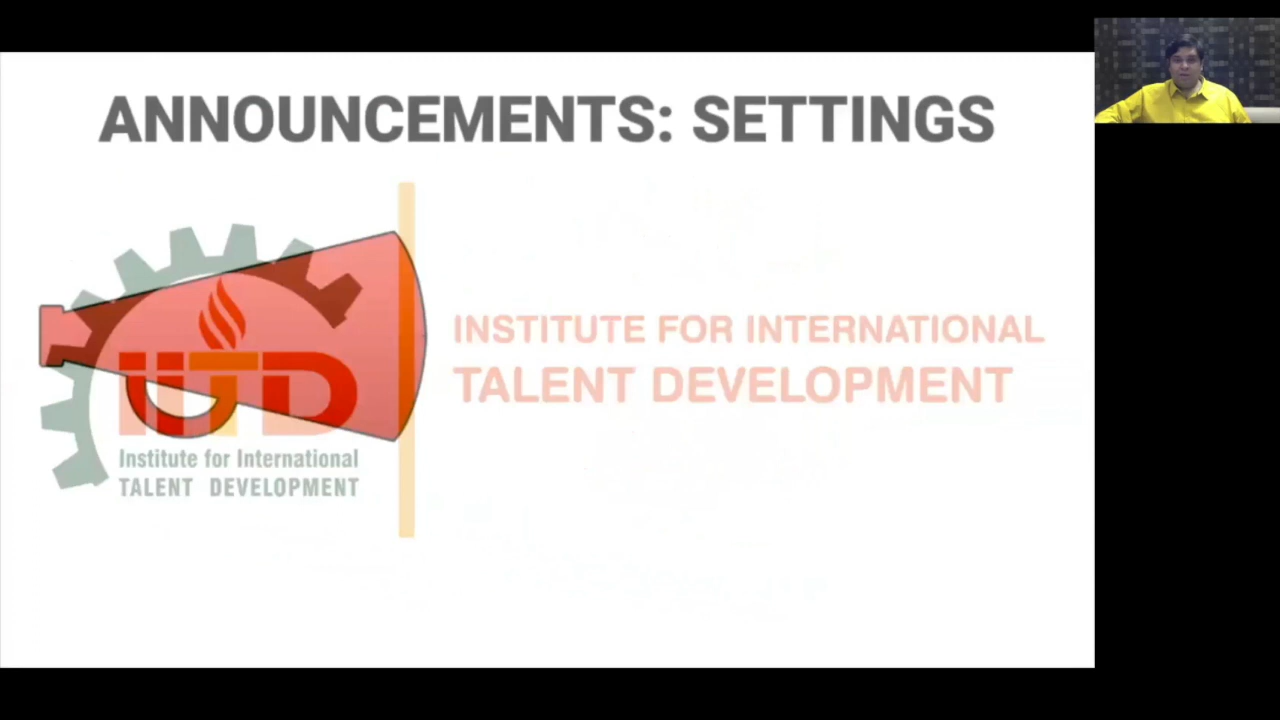 ANNOUNCEMENTS: SETTINGS
IITD
Institute for International
TALENT DEVELOPMENT
INSTITUTE FOR INTERNATIONAL
TALENT DEVELOPMENT